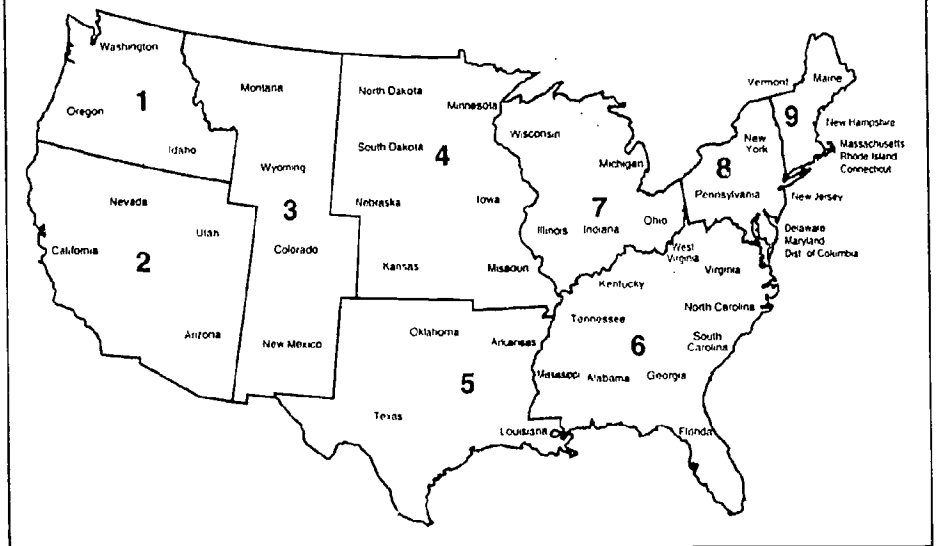 Washington
Oregon
1
Idaho
Nevada
Utah
California
2
Arizona
Montana
Wyoming
3
Colorado
New Mexico
North Dakota
Minnesota
South Dakota
4
Nebraska
Iowa
Kansas
Missouri
Oklahoma
Arkansas
5
Texas
Louisiana
West
Virginia
Virginia
Kentucky
North Carolina
Tennessee
South
Carolina
6
Mississippi
Alabama
Georgia
Florida
Wisconsin
Michigan
7
Ohio
Illinois
Indiana
New
York
8
Pennsylvania
New Jersey
Delaware
Maryland
Dist. of Columbia
Vermont
Maine
9
New Hampshire
Massachusetts
Rhode Island
Connecticut